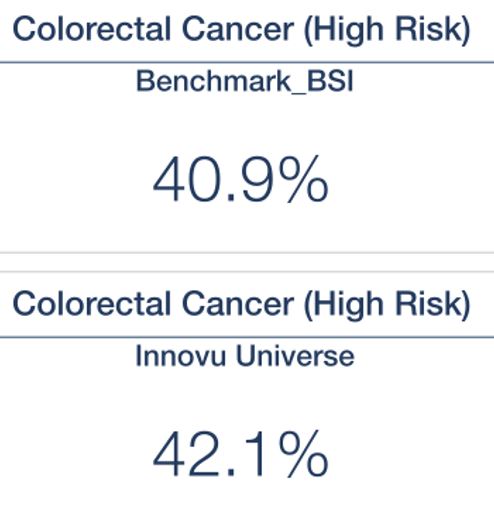 Colorectal Cancer (High Risk)
Benchmark_BSI
40.9%
Colorectal Cancer (High Risk)
Innovu Universe
42.1%